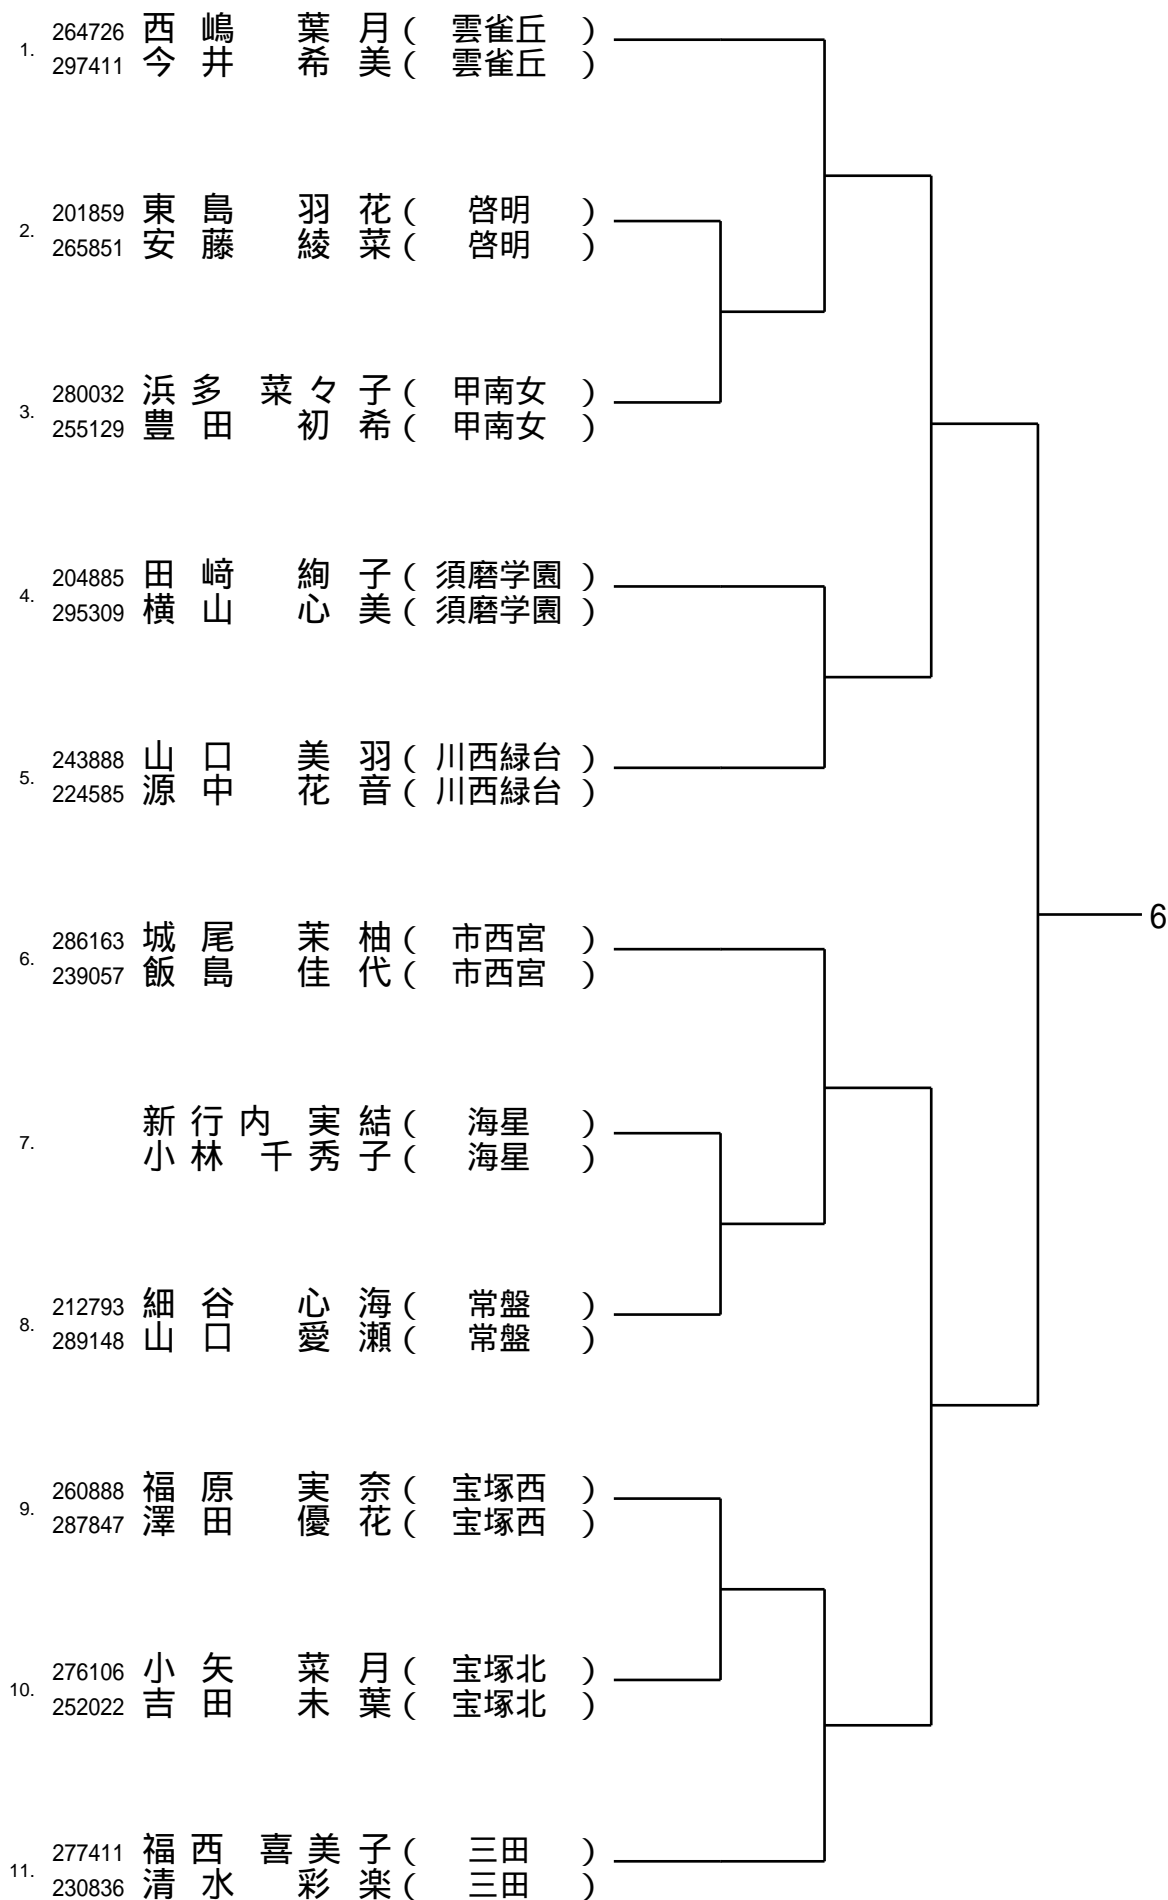 1. 264726 西嶋 葉月 ( 雲雀丘 )
297411 今井 希美 ( 雲雀丘 )
2. 201859 東島 羽花 ( 啓明 )
265851 安藤 綾菜 ( 啓明 )
3. 280032 浜多 菜々子 ( 甲南女 )
255129 豊田 初希 ( 甲南女 )
4. 204885 田﨑 絢子 ( 須磨学園 )
295309 横山 心美 ( 須磨学園 )
5. 243888 山口 美羽 ( 川西緑台 )
224585 源中 花音 ( 川西緑台 )
6. 286163 城尾 茉柚 ( 市西宮 )
239057 飯島 佳代 ( 市西宮 )
6
7. 新行内 実結 ( 海星 )
小林 千秀子 ( 海星 )
8. 212793 細谷 心海 ( 常盤 )
289148 山口 愛瀬 ( 常盤 )
9. 260888 福原 実奈 ( 宝塚西 )
287847 澤田 優花 ( 宝塚西 )
10. 276106 小矢 菜月 ( 宝塚北 )
252022 吉田 未葉 ( 宝塚北 )
11. 277411 福西 喜美子 ( 三田 )
230836 清水 彩楽 ( 三田 )